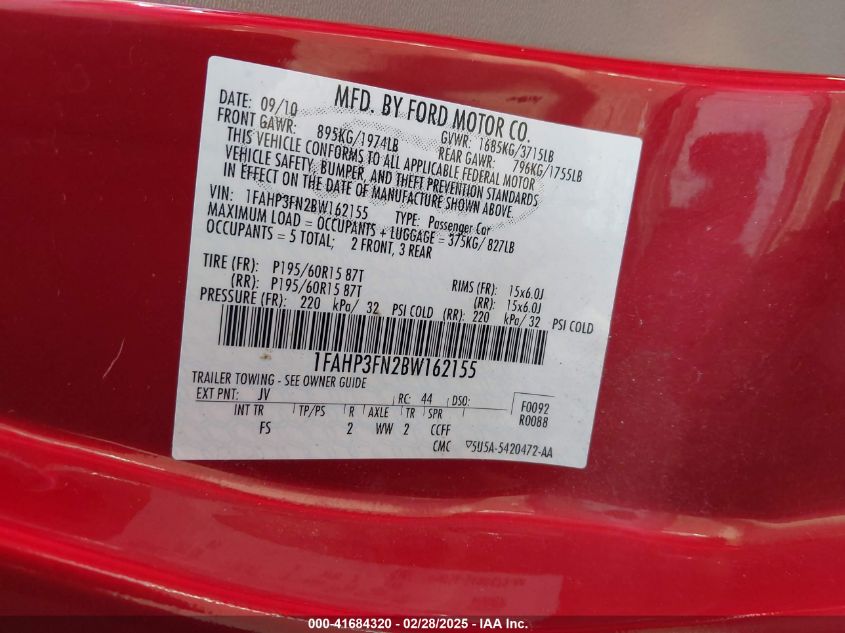 MFD. BY FORD MOTOR CO.
DATE: 09/10 GVWR: 1685KG/3715LB
FRONT GAWR: 895KG/1974LB REAR GAWR: 796KG/1755LB
THIS VEHICLE CONFORMS TO ALL APPLICABLE FEDERAL MOTOR
VEHICLE SAFETY, BUMPER, AND THEFT PREVENTION STANDARDS
IN EFFECT ON THE DATE OF MANUFACTURE SHOWN ABOVE.
VIN: 1FAHP3FN2BW162155 TYPE: Passenger Car
MAXIMUM LOAD = OCCUPANTS + LUGGAGE = 375KG/ 827LB
OCCUPANTS = 5 TOTAL; 2 FRONT, 3 REAR
TIRE (FR): P195/60R15 87T RIMS (FR): 15x6.0J
(RR): P195/60R15 87T (RR): 15x6.0J
PRESSURE (FR): 220 kPa/ 32 PSI COLD (RR): 220 kPa/ 32 PSI COLD
1FAHP3FN2BW162155
TRAILER TOWING - SEE OWNER GUIDE
EXT PNT: JV RC: 44 DSO: F0092
INT TR TP/PS R AXLE TR SPR R0088
FS 2 WW 2 CCFF
CMC 5U5A-5420472-AA
000-41684320 - 02/28/2025 - IAA Inc.